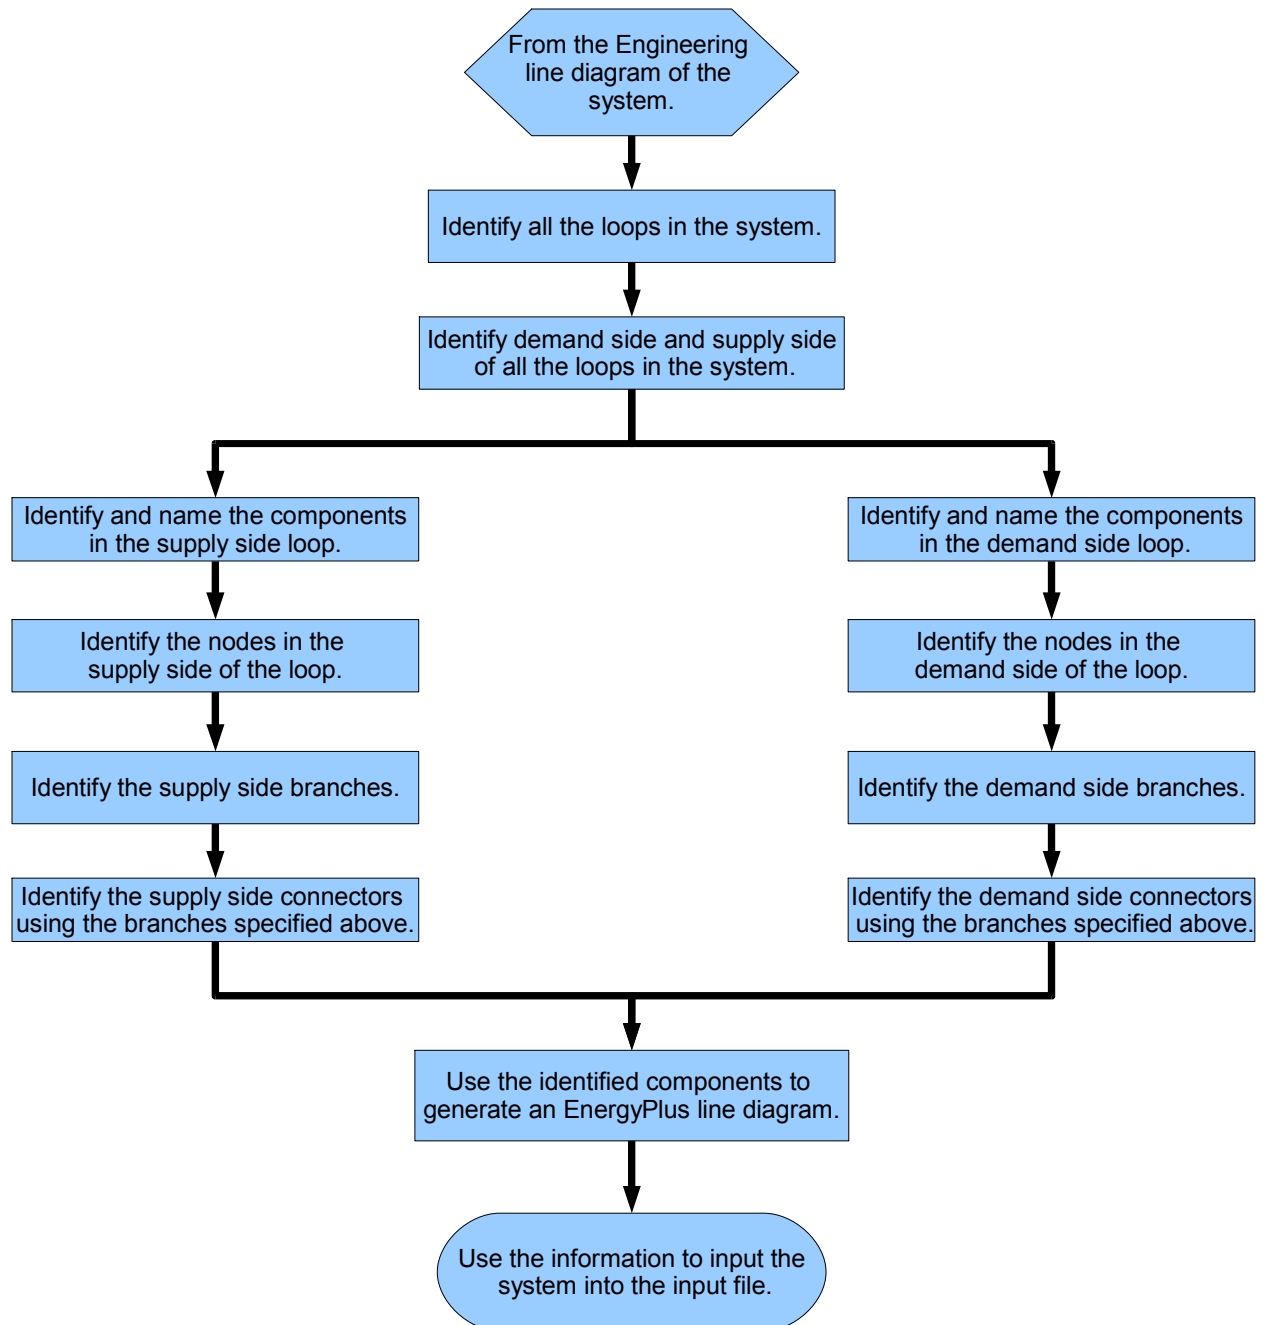 From the Engineering
line diagram of the
system.
Identify all the loops in the system.
Identify demand side and supply side
of all the loops in the system.
Identify and name the components
in the supply side loop.
Identify the nodes in the
supply side of the loop.
Identify the supply side branches.
Identify the supply side connectors
using the branches specified above.
Identify and name the components
in the demand side loop.
Identify the nodes in the
demand side of the loop.
Identify the demand side branches.
Identify the demand side connectors
using the branches specified above.
Use the identified components to
generate an EnergyPlus line diagram.
Use the information to input the
system into the input file.